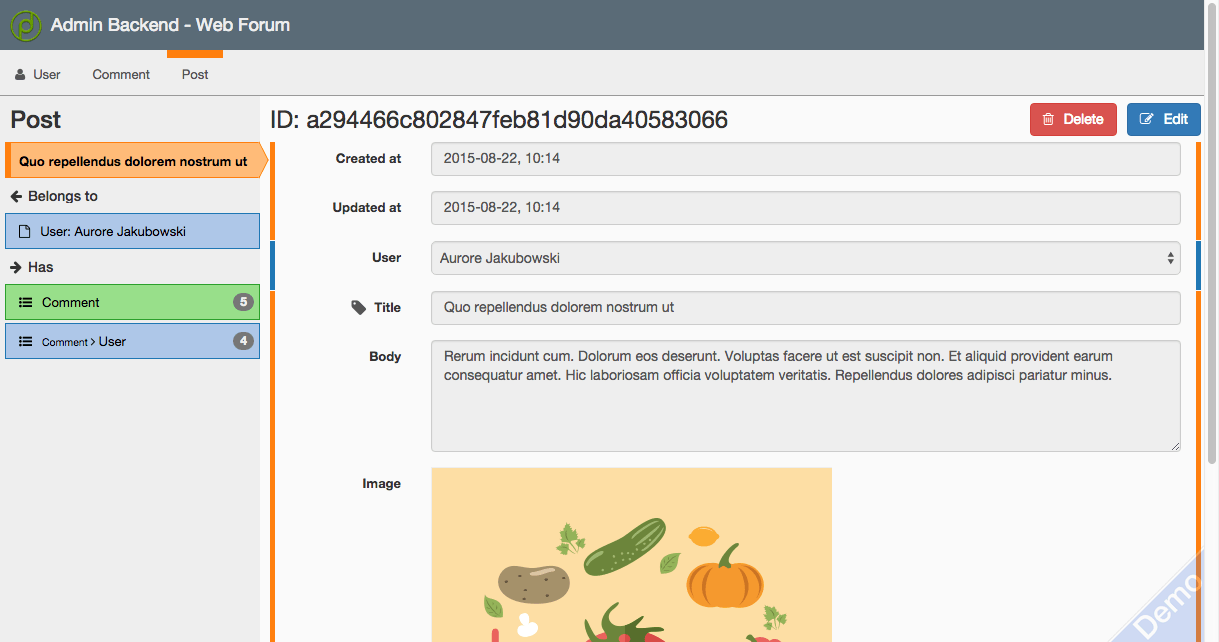 Admin Backend - Web Forum
User Comment Post
Post
ID: a294466c802847feb81d90da40583066
Delete Edit
Quo repellendus dolorem nostrum ut
Belongs to
User: Aurore Jakubowski
Has
Comment 5
Comment > User 4
Created at 2015-08-22, 10:14
Updated at 2015-08-22, 10:14
User Aurore Jakubowski
Title Quo repellendus dolorem nostrum ut
Body Rerum incidunt cum. Dolorum eos deserunt. Voluptas facere ut est suscipit non. Et aliquid provident earum
consequatur amet. Hic laboriosam officia voluptatem veritatis. Repellendus dolores adipisci pariatur minus.
Image
Demo